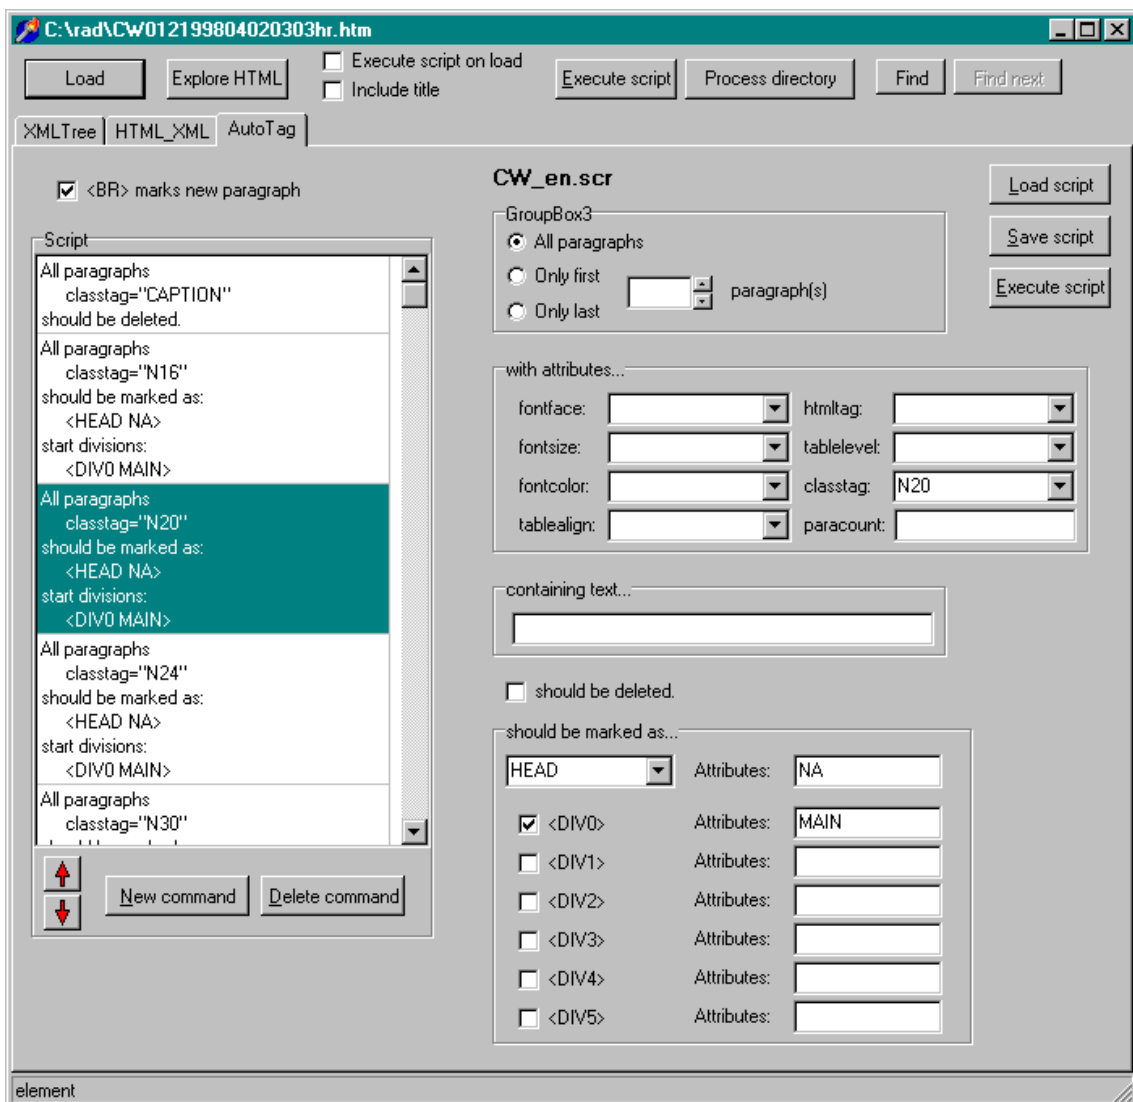 C:\rad\CW012199804020303hr.htm
Load
Explore HTML
Execute script on load
Include title
Execute script
Process directory
Find
Find next
XMLTree
HTML_XML
AutoTag
<BR> marks new paragraph
Script
All paragraphs
classtag="CAPTION"
should be deleted.
All paragraphs
classtag="N16"
should be marked as:
<HEAD NA>
start divisions:
<DIV0 MAIN>
All paragraphs
classtag="N20"
should be marked as:
<HEAD NA>
start divisions:
<DIV0 MAIN>
All paragraphs
classtag="N24"
should be marked as:
<HEAD NA>
start divisions:
<DIV0 MAIN>
All paragraphs
classtag="N30"
New command
Delete command
CW_en.scr
GroupBox3
All paragraphs
Only first
Only last
paragraph(s)
Load script
Save script
Execute script
with attributes...
fontface:
htmltag:
fontsize:
tablelevel:
fontcolor:
classtag: N20
tablealign:
paracount:
containing text...
should be deleted.
should be marked as...
HEAD Attributes: NA
<DIV0> Attributes: MAIN
<DIV1> Attributes:
<DIV2> Attributes:
<DIV3> Attributes:
<DIV4> Attributes:
<DIV5> Attributes:
element